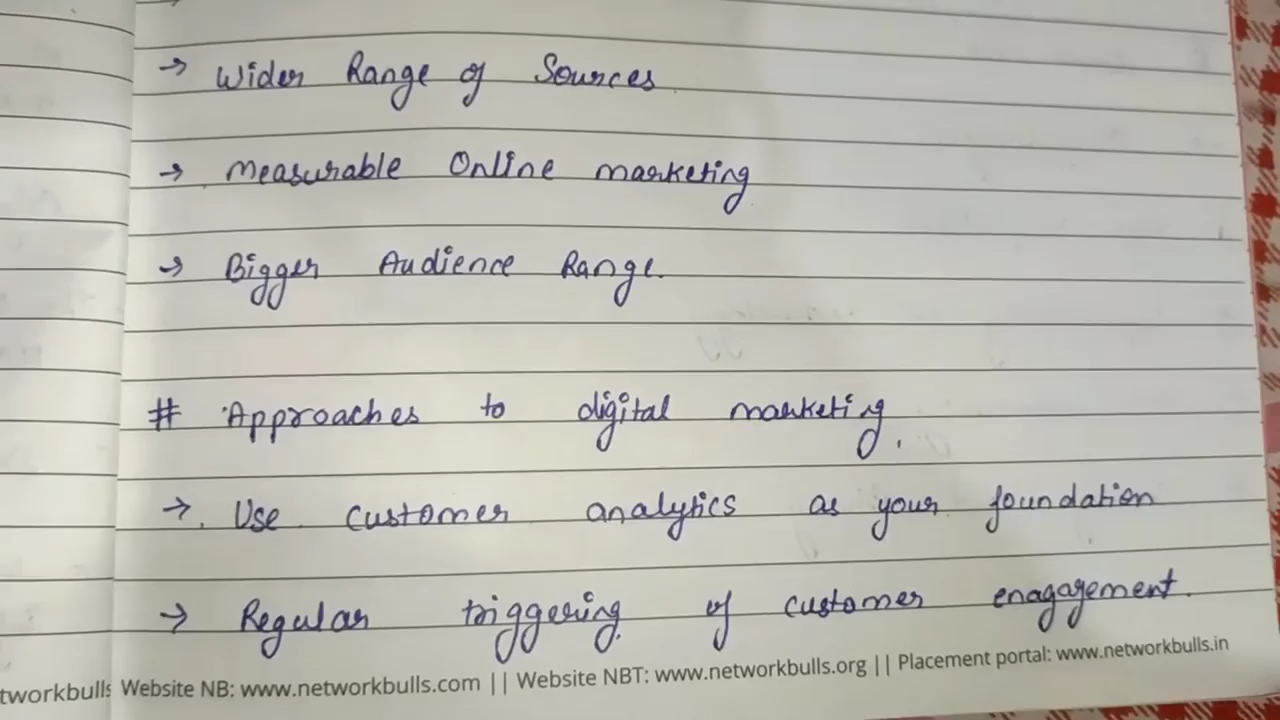 → Wider Range of Sources
→ Measurable Online marketing
→ Bigger Audience Range.
# Approaches to digital marketing.
→ Use customer analytics as your foundation
→ Regular triggering of customer enagagement.
tworkbulls Website NB: www.networkbulls.com || Website NBT: www.networkbulls.org || Placement portal: www.networkbulls.in